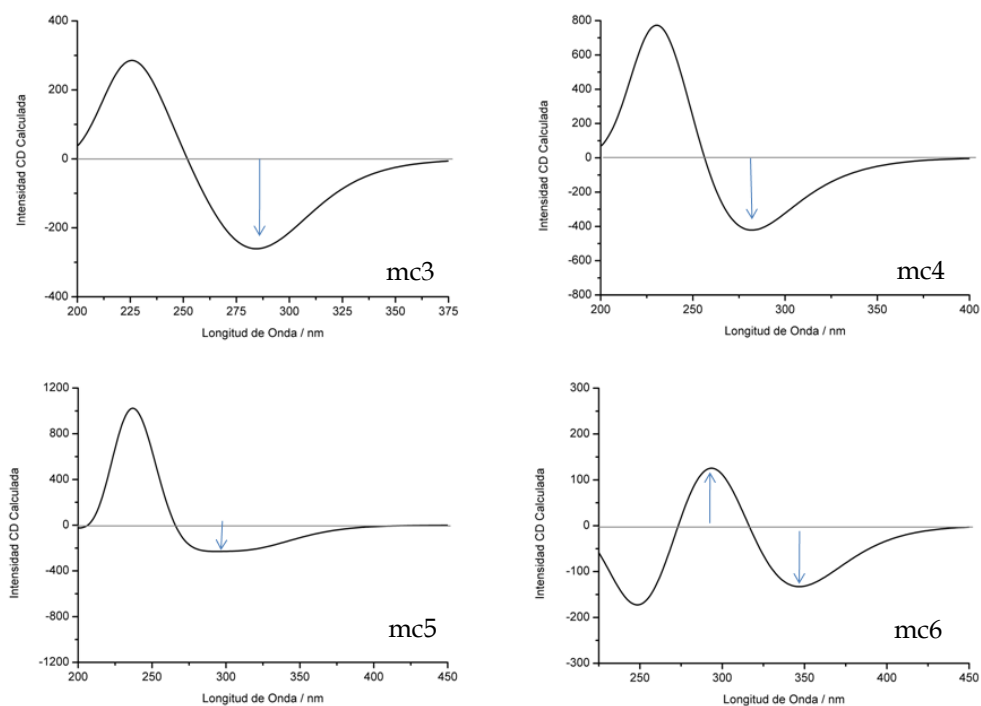 400
200
0
-200
-400
Intensidad CD Calculada
200 225 250 275 300 325 350 375
Longitud de Onda / nm
mc3
800
600
400
200
0
-200
-400
-600
-800
Intensidad CD Calculada
200 250 300 350 400
Longitud de Onda / nm
mc4
1200
800
400
0
-400
-800
-1200
Intensidad CD Calculada
200 250 300 350 400 450
Longitud de Onda / nm
mc5
300
200
100
0
-100
-200
-300
Intensidad CD Calculada
250 300 350 400 450
Longitud de Onda / nm
mc6